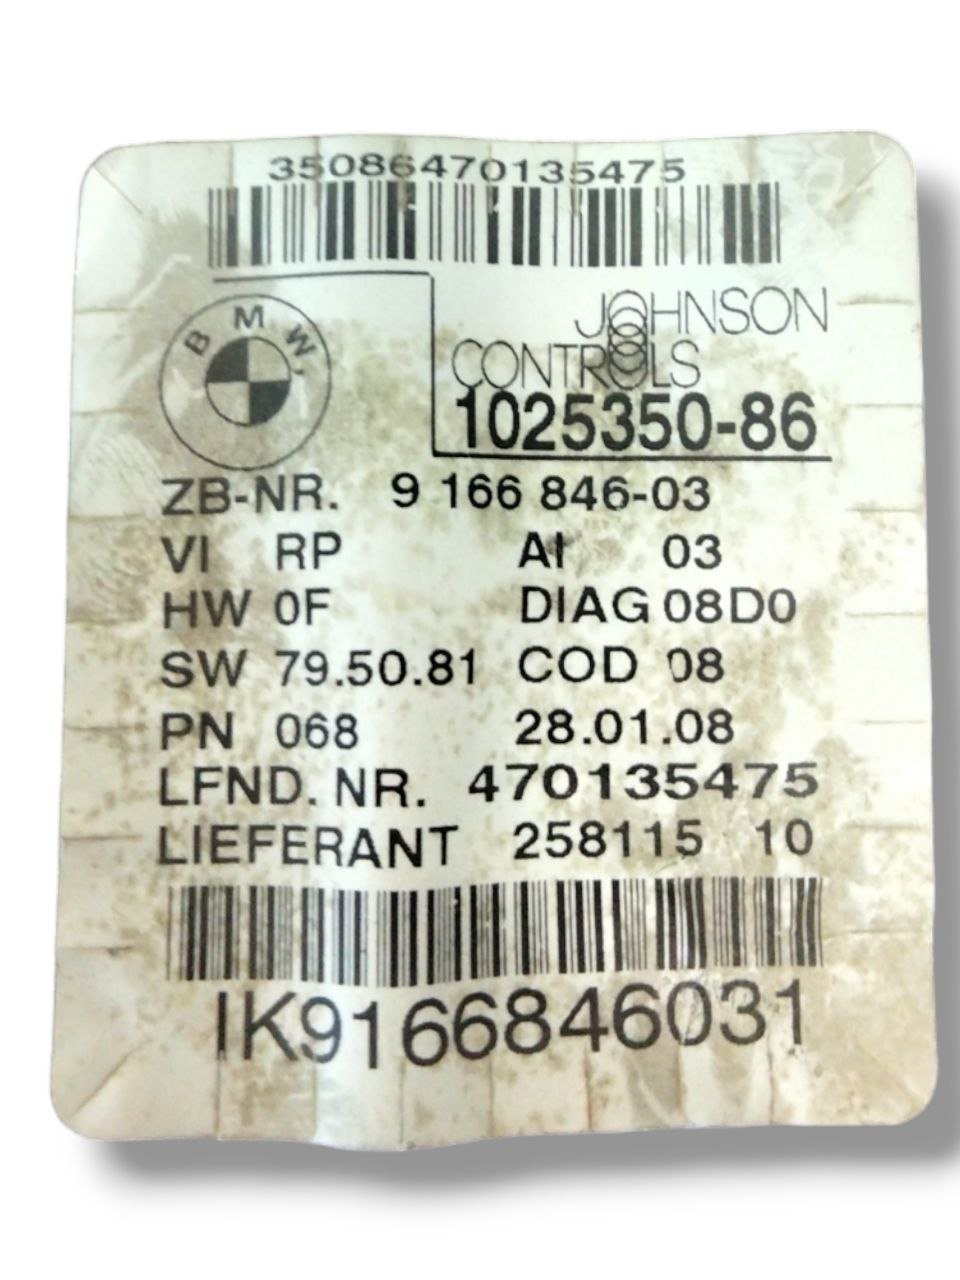 35086470135475
BMW
JOHNSON
CONTROLS
1025350-86
ZB-NR. 9 166 846-03
VI RP AI 03
HW 0F DIAG 08D0
SW 79.50.81 COD 08
PN 068 28.01.08
LFND. NR. 470135475
LIEFERANT 258115 10
IK9166846031